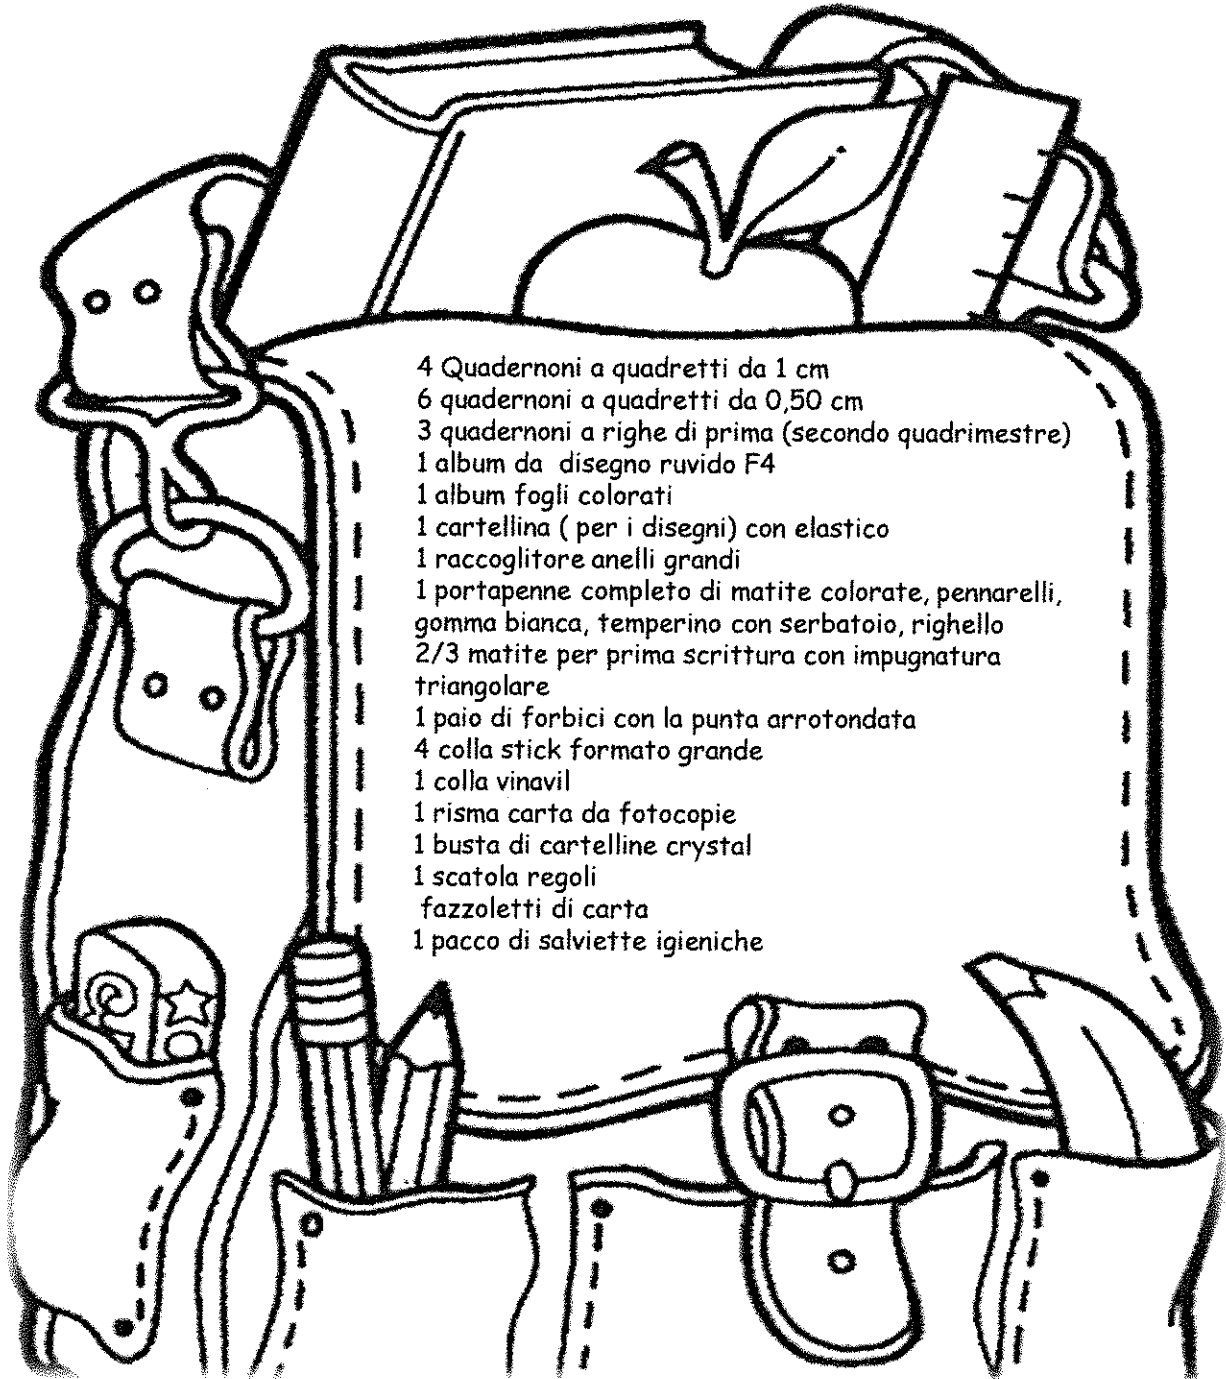 4 Quadernoni a quadretti da 1 cm
6 quadernoni a quadretti da 0,50 cm
3 quadernoni a righe di prima (secondo quadrimestre)
1 album da disegno ruvido F4
1 album fogli colorati
1 cartellina ( per i disegni) con elastico
1 raccoglitore anelli grandi
1 portapenne completo di matite colorate, pennarelli,
gomma bianca, temperino con serbatoio, righello
2/3 matite per prima scrittura con impugnatura
triangolare
1 paio di forbici con la punta arrotondata
4 colla stick formato grande
1 colla vinavil
1 risma carta da fotocopie
1 busta di cartelline crystal
1 scatola regoli
fazzoletti di carta
1 pacco di salviette igieniche